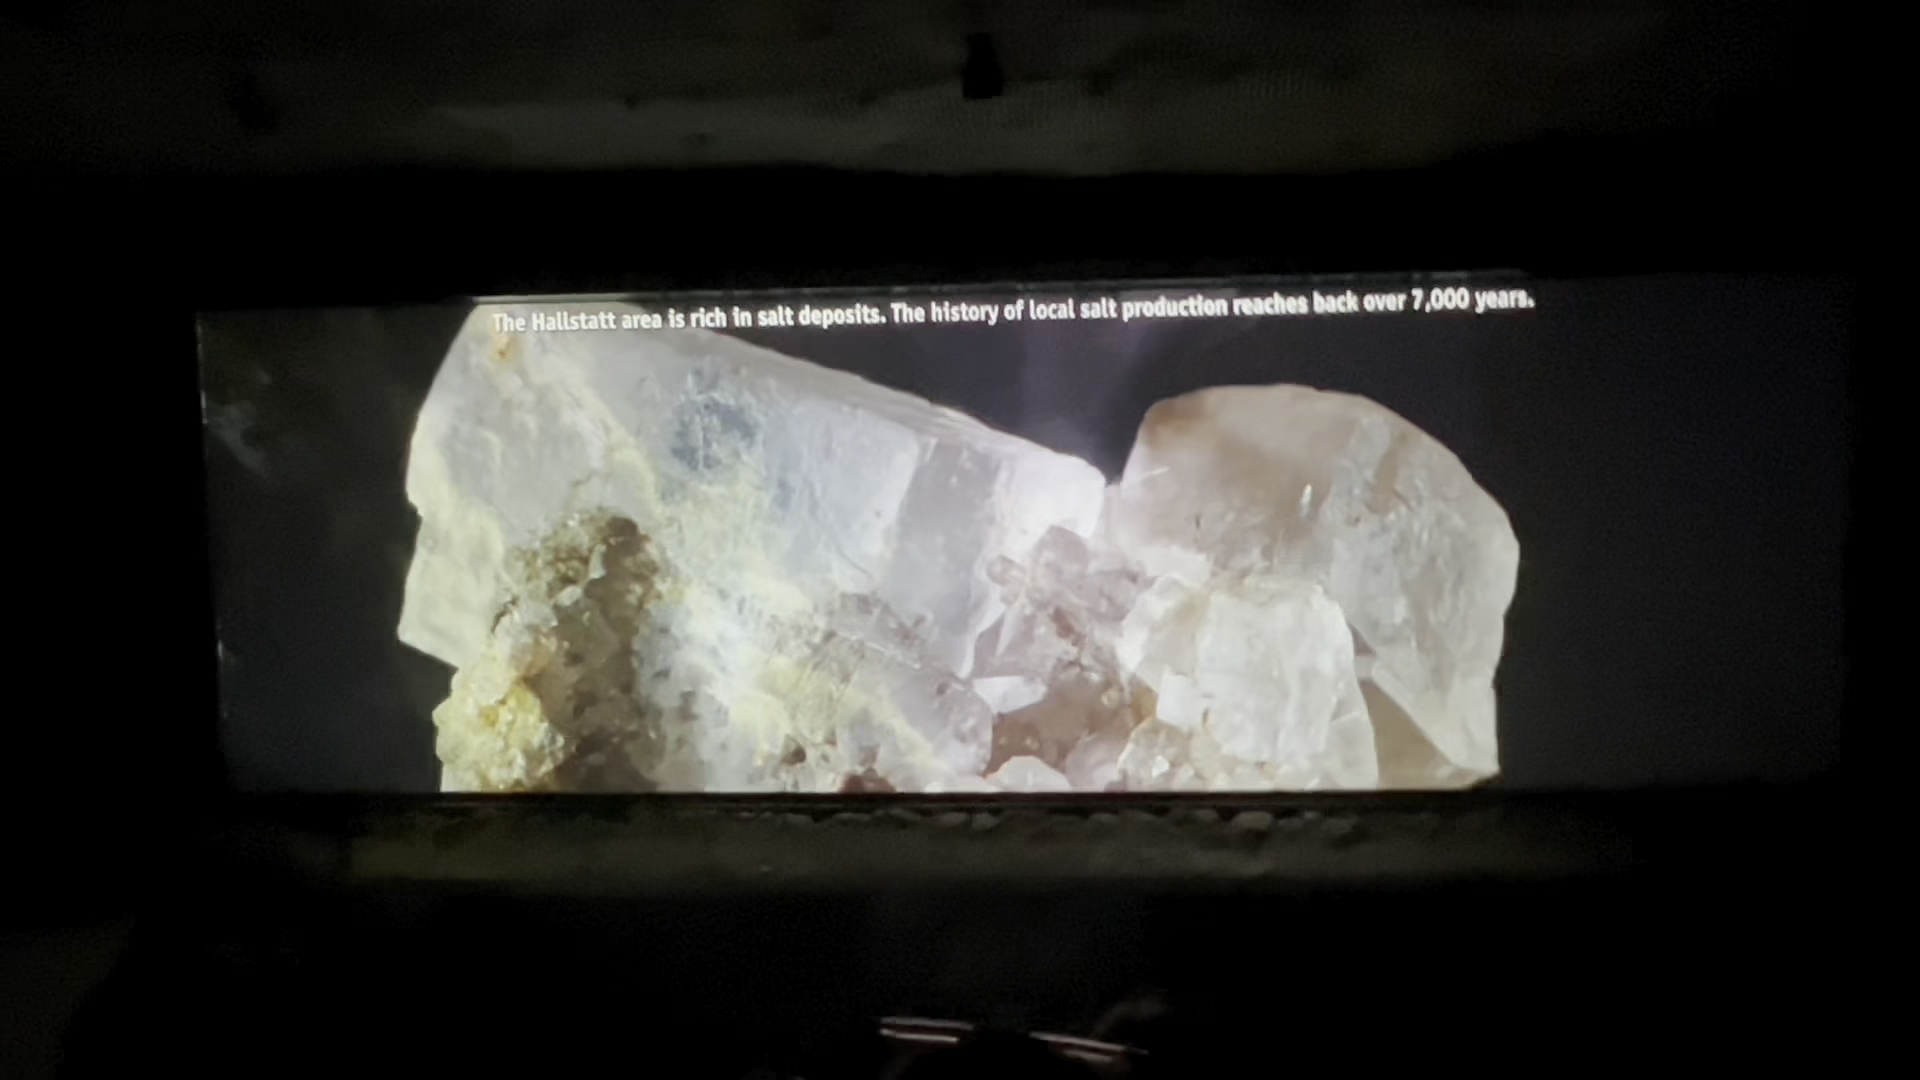 The Hallstatt area is rich in salt deposits. The history of local salt production reaches back over 7,000 years.